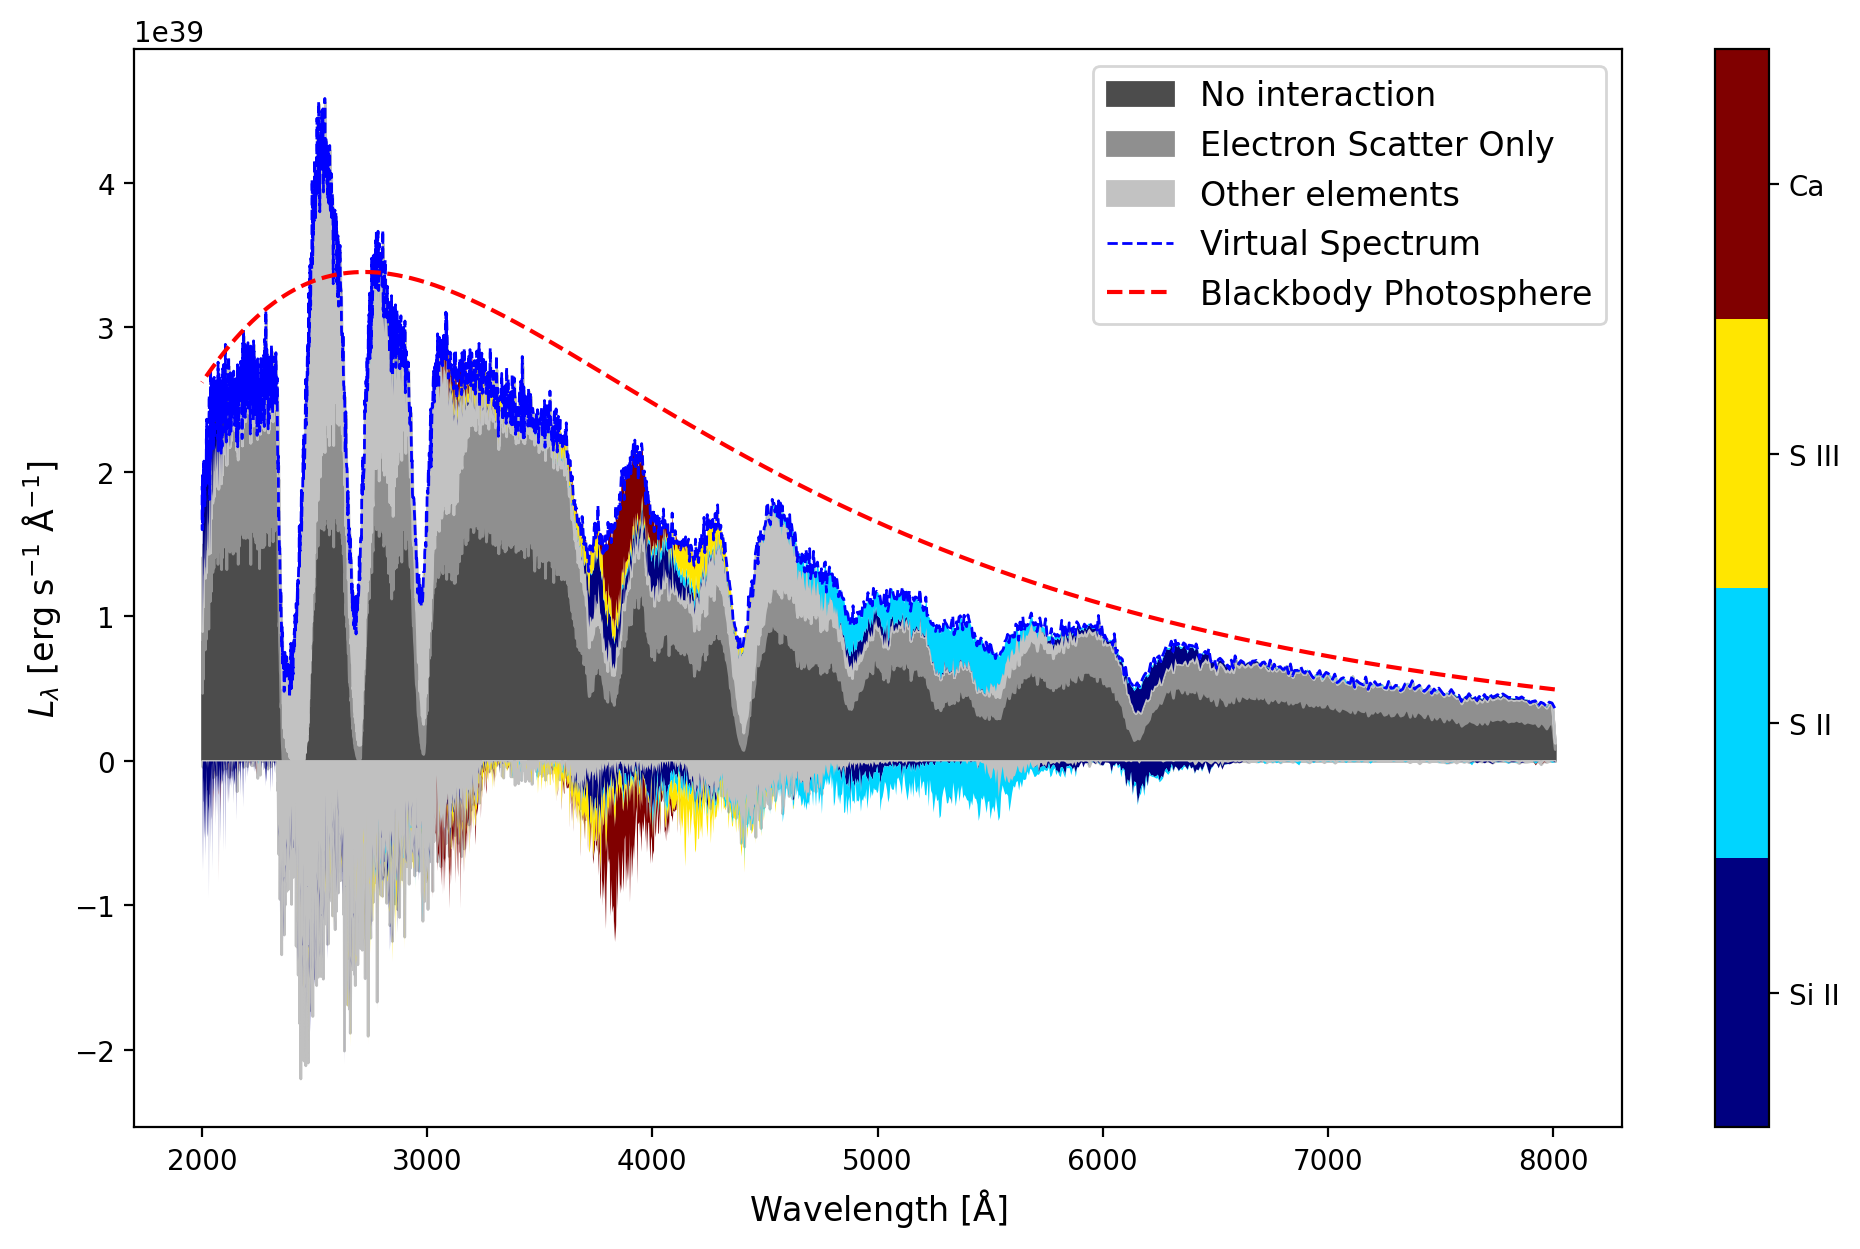 1e39
No interaction
Electron Scatter Only
Other elements
Virtual Spectrum
Blackbody Photosphere
4
3
2
1
0
−1
−2
L_λ [erg s⁻¹ Å⁻¹]
2000 3000 4000 5000 6000 7000 8000
Wavelength [Å]
Ca
S III
S II
Si II